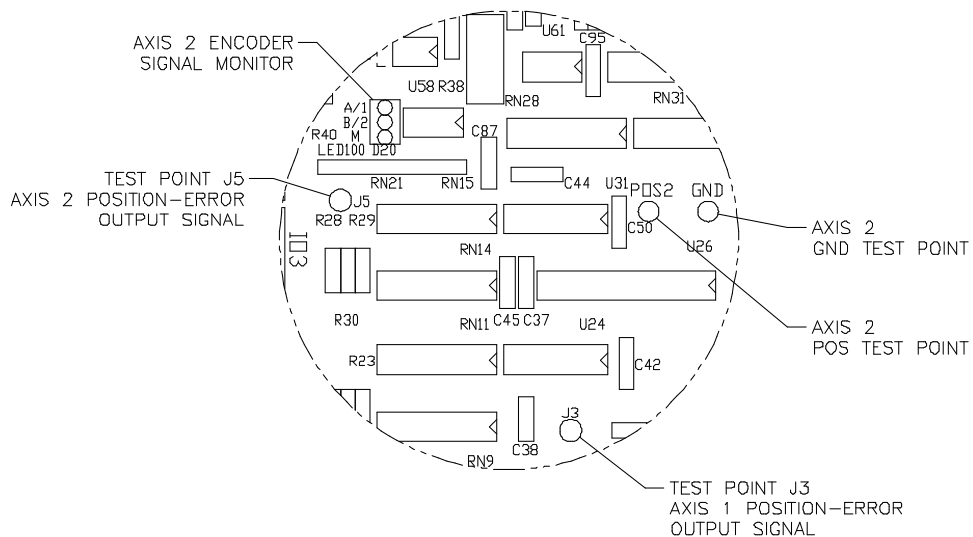 U61
C95
AXIS 2 ENCODER
SIGNAL MONITOR
U58 R38
RN28
RN31
A/1
B/2
M
R40
C87
LED100 D20
TEST POINT J5
AXIS 2 POSITION-ERROR
OUTPUT SIGNAL
RN21
RN15
C44
U31
POS2
GND
J5
R28
R29
C50
AXIS 2
GND TEST POINT
IO3
RN14
U26
R30
RN11
C45
C37
U24
AXIS 2
POS TEST POINT
R23
C42
J3
C38
RN9
TEST POINT J3
AXIS 1 POSITION-ERROR
OUTPUT SIGNAL